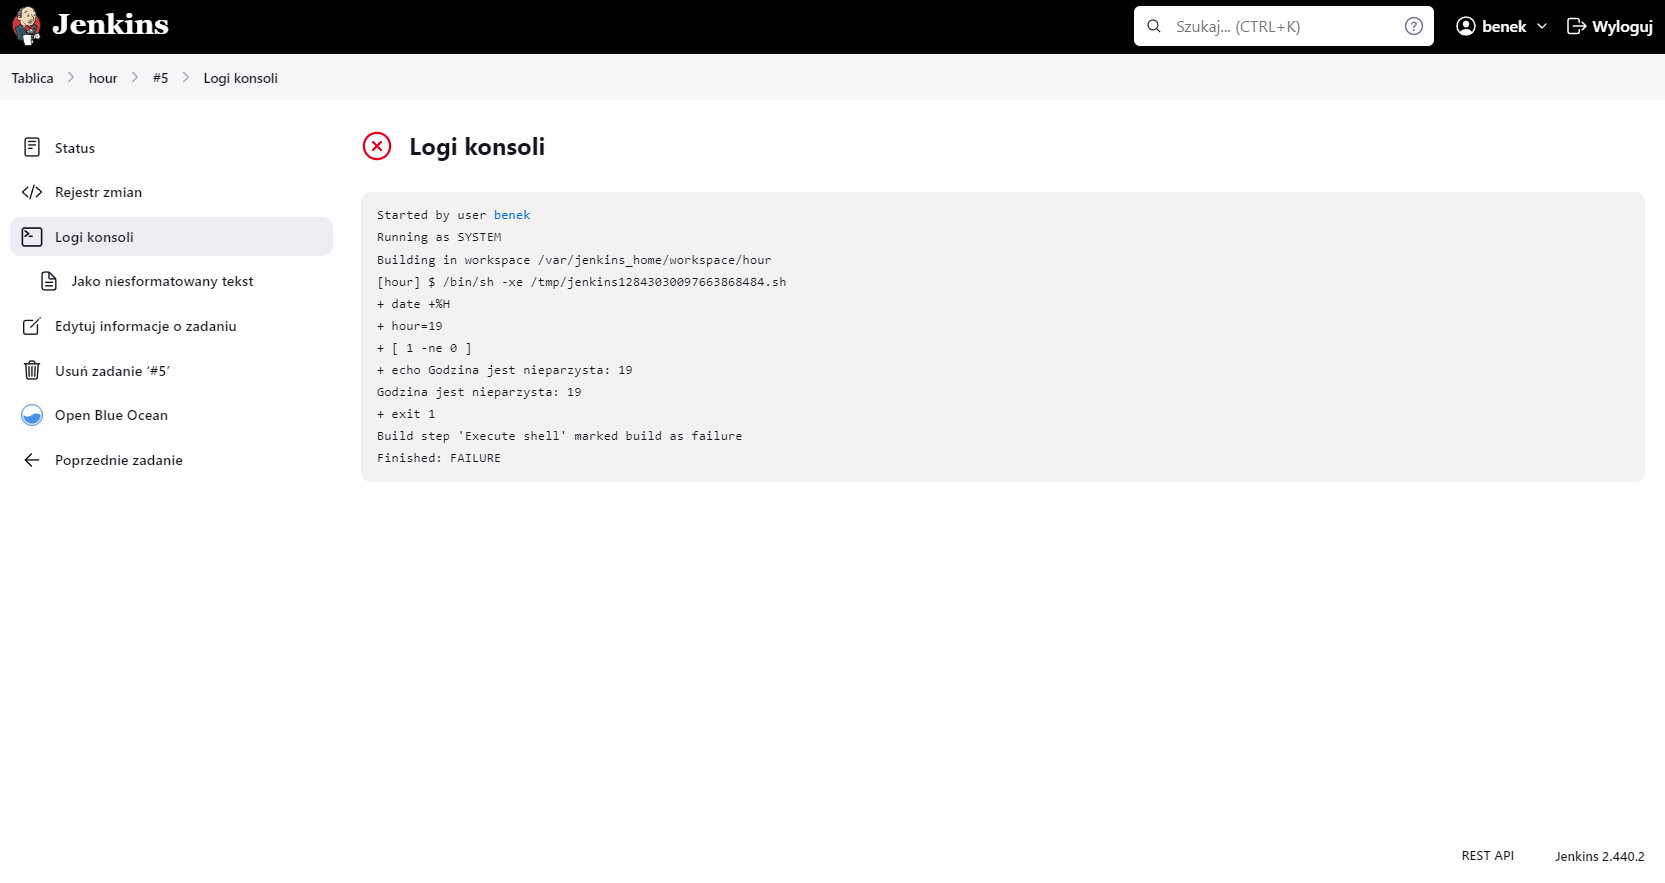 Jenkins
Szukaj... (CTRL+K)
benek
Wyloguj
Tablica
hour
#5
Logi konsoli
Status
Rejestr zmian
Logi konsoli
Jako niesformatowany tekst
Edytuj informacje o zadaniu
Usuń zadanie ‘#5’
Open Blue Ocean
Poprzednie zadanie
Logi konsoli
Started by user benek
Running as SYSTEM
Building in workspace /var/jenkins_home/workspace/hour
[hour] $ /bin/sh -xe /tmp/jenkins12843030097663868484.sh
+ date +%H
+ hour=19
+ [ 1 -ne 0 ]
+ echo Godzina jest nieparzysta: 19
Godzina jest nieparzysta: 19
+ exit 1
Build step 'Execute shell' marked build as failure
Finished: FAILURE
REST API
Jenkins 2.440.2